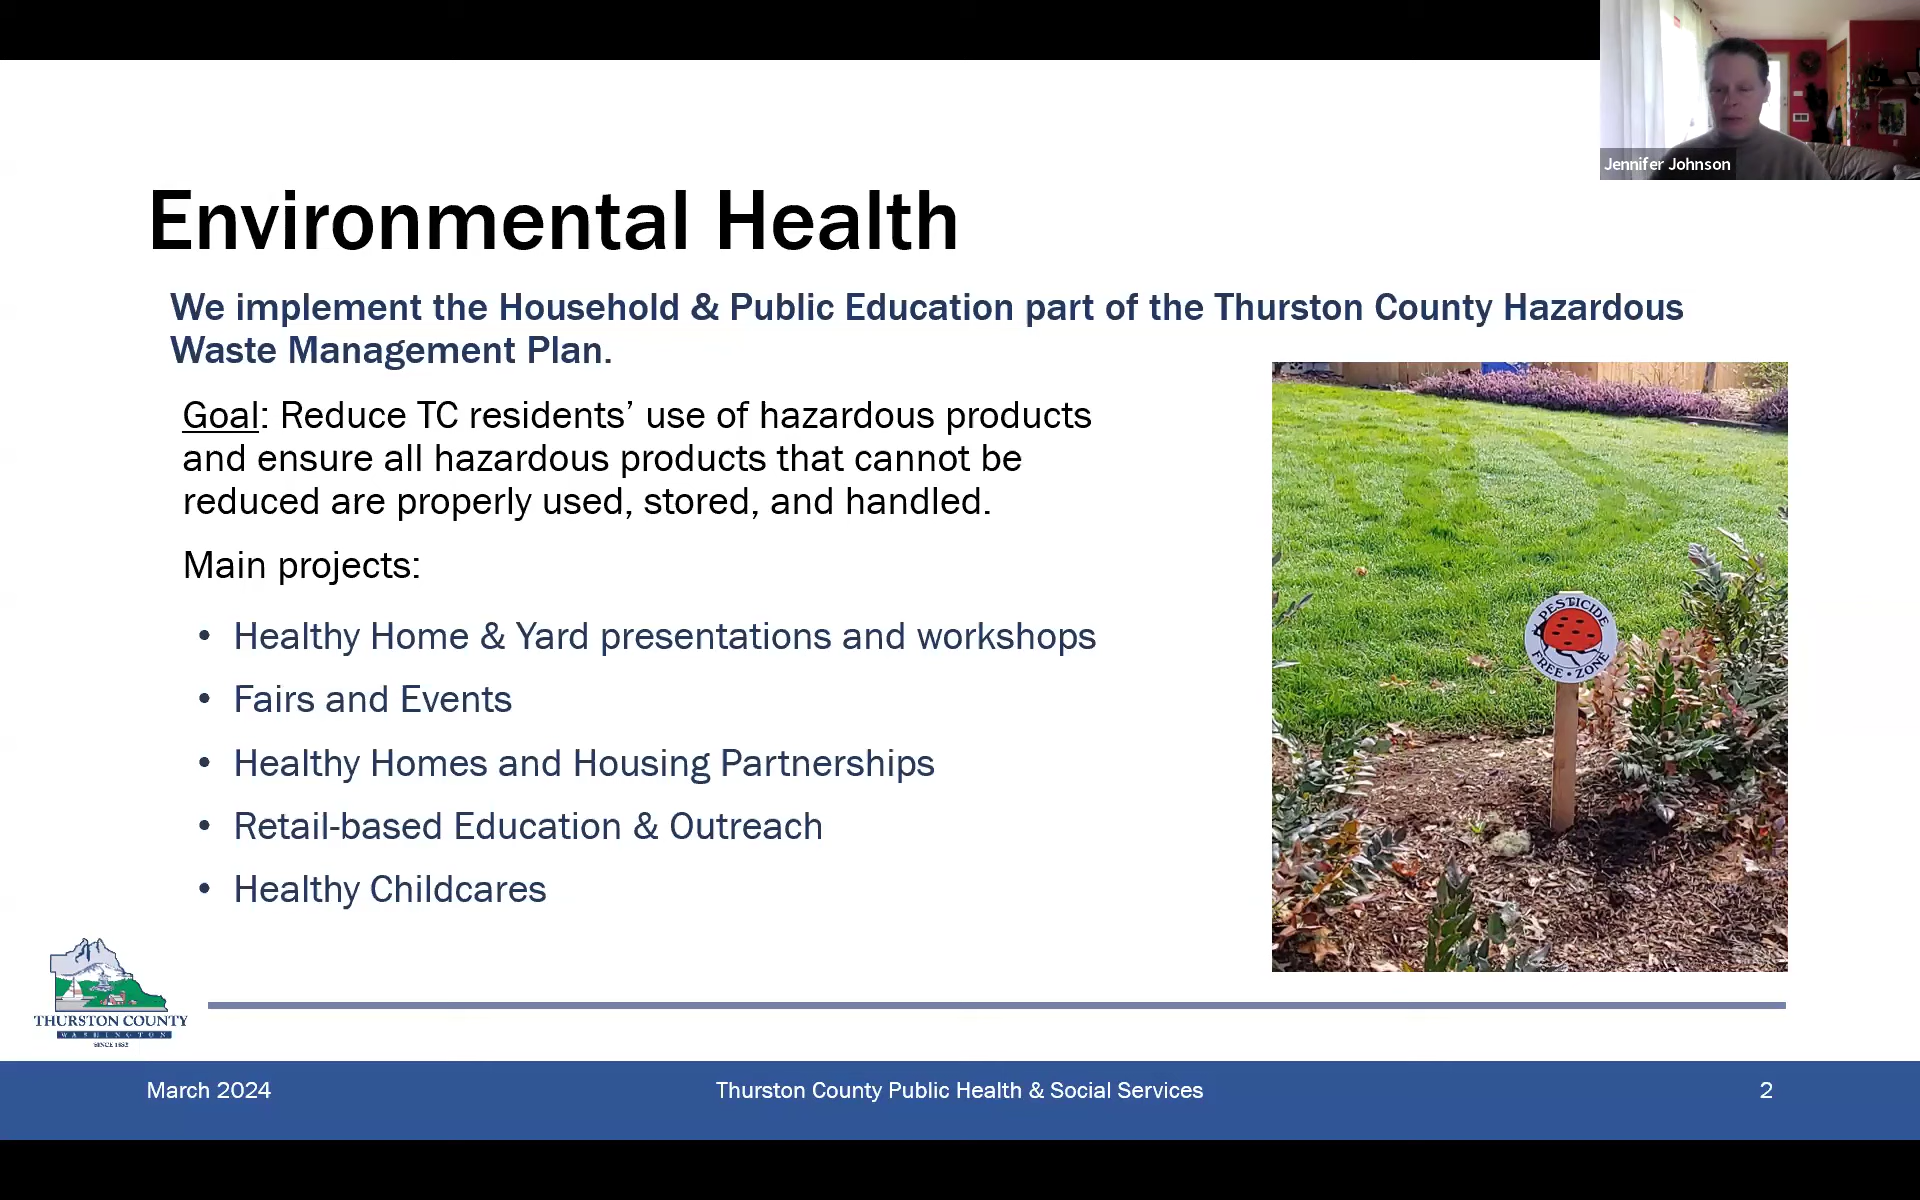 Jennifer Johnson
Environmental Health
We implement the Household & Public Education part of the Thurston County Hazardous
Waste Management Plan.
Goal: Reduce TC residents’ use of hazardous products
and ensure all hazardous products that cannot be
reduced are properly used, stored, and handled.
Main projects:
• Healthy Home & Yard presentations and workshops
• Fairs and Events
• Healthy Homes and Housing Partnerships
• Retail-based Education & Outreach
• Healthy Childcares
PESTICIDE
FREE • ZONE
THURSTON COUNTY
WASHINGTON
SINCE 1852
March 2024
Thurston County Public Health & Social Services
2